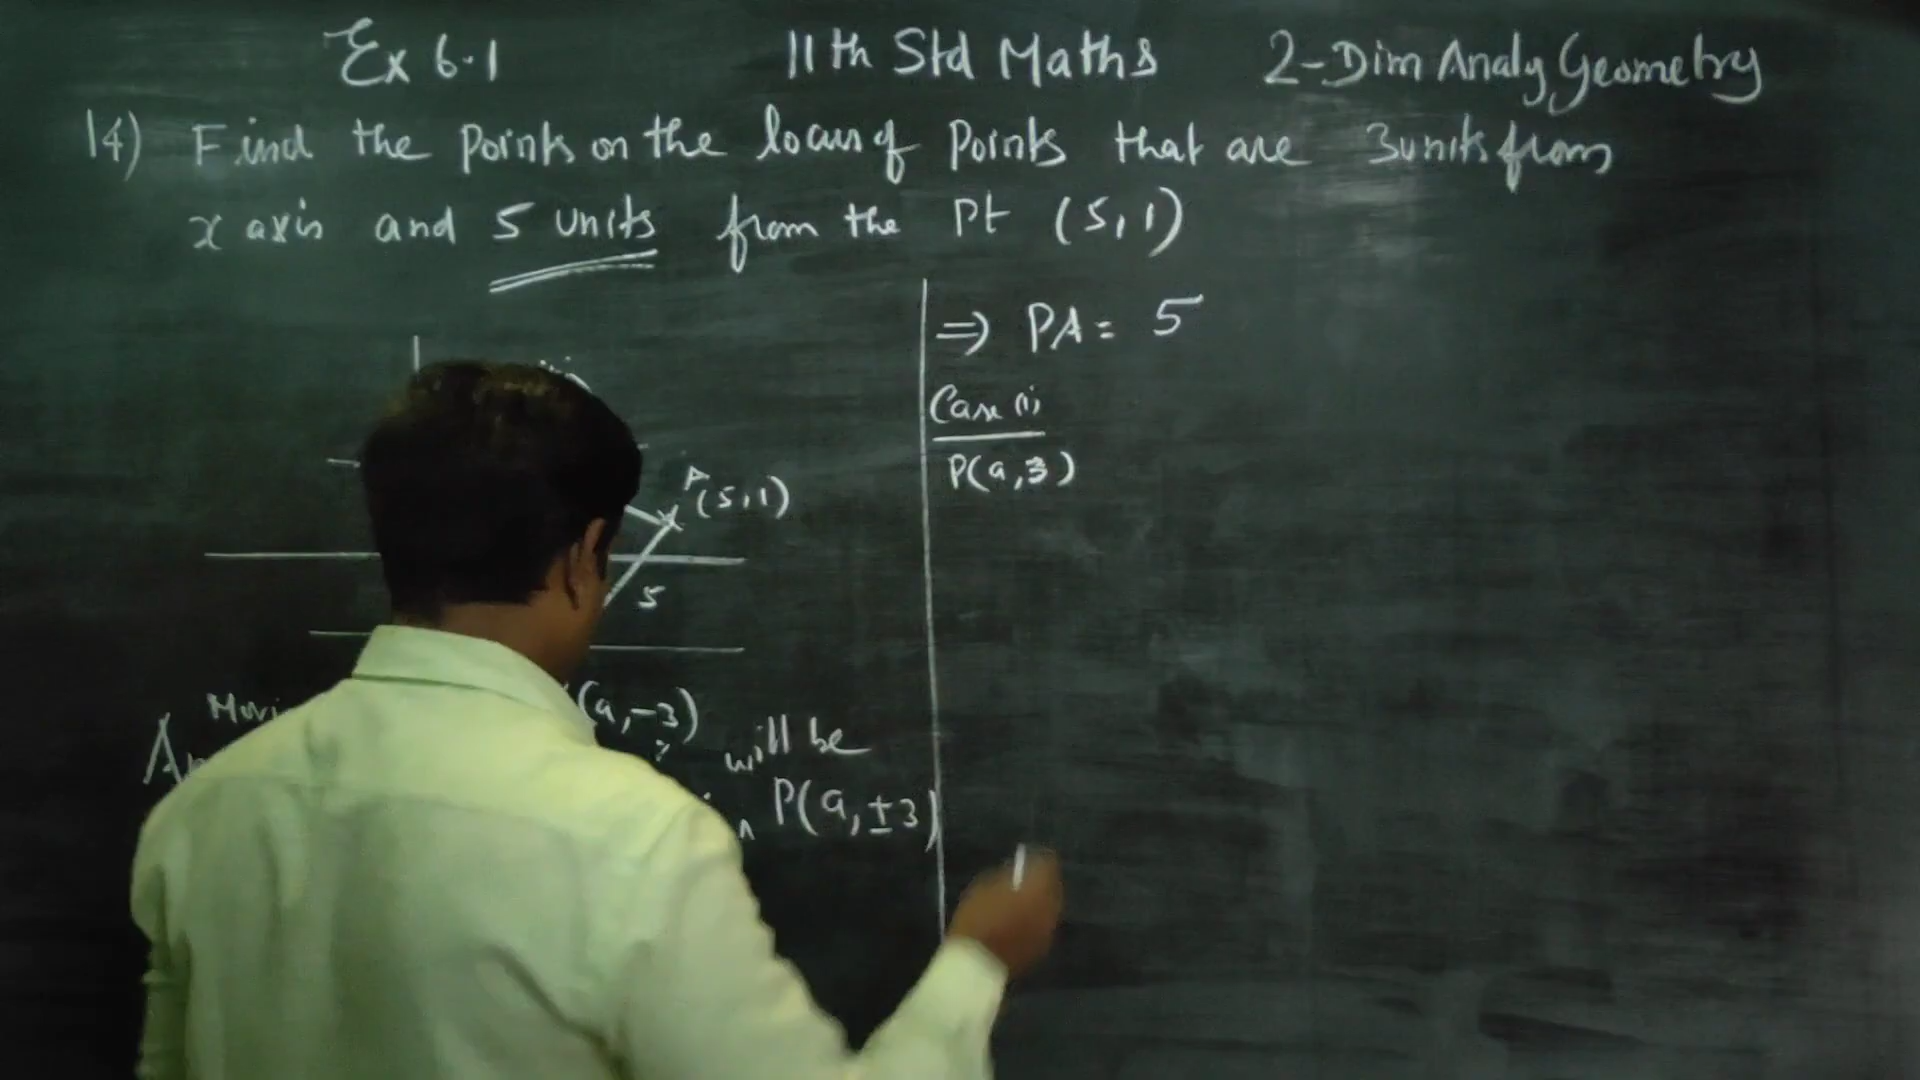 Ex 6.1 11th Std Maths 2-Dim Analy Geometry
14) Find the points on the locus of points that are 3 units from
x axis and 5 units from the Pt (5,1)
⇒ PA = 5
Case (i)
P(a,3)
A
(5,1)
5
(a,-3)
will be
P(a,±3)